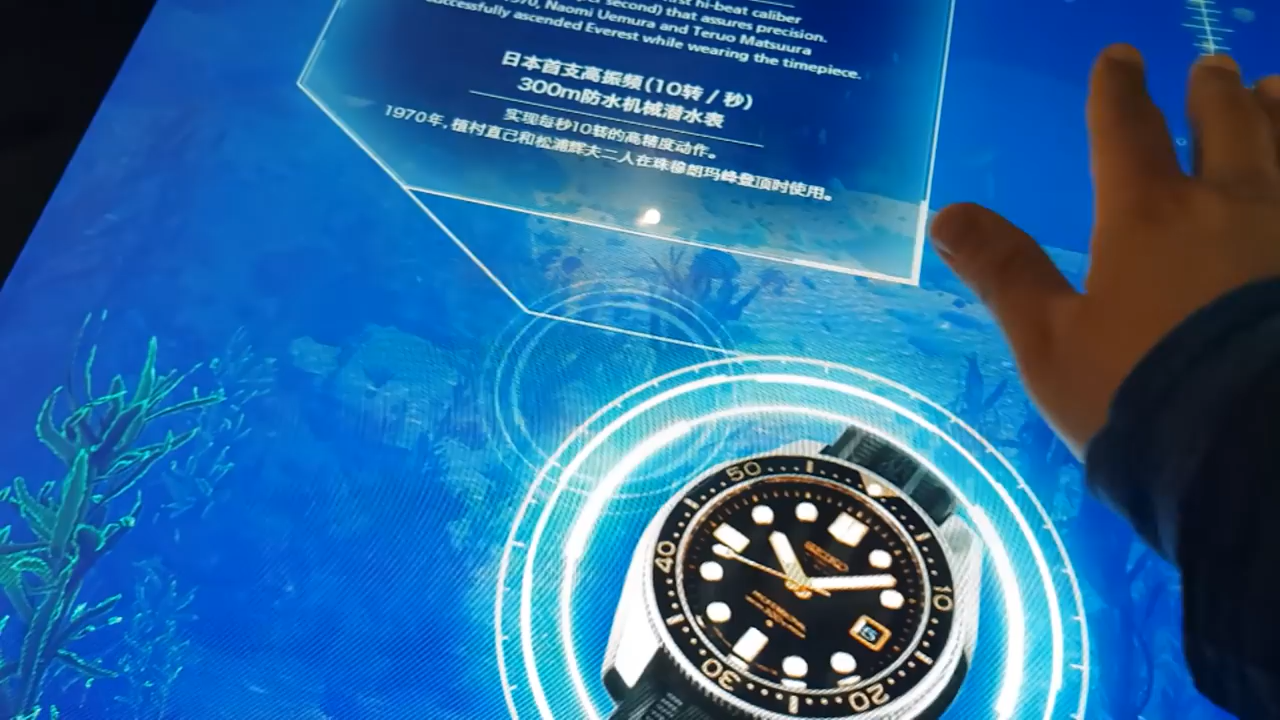 first hi-beat caliber
per second) that assures precision.
1970, Naomi Uemura and Teruo Matsuura
successfully ascended Everest while wearing the timepiece.
日本首支高振频(10转 / 秒)
300m防水机械潜水表
实现每秒10转的高精度动作。
1970年,植村直己和松浦辉夫二人在珠穆朗玛峰登顶时使用。
50
40
10
SEIKO
30
20